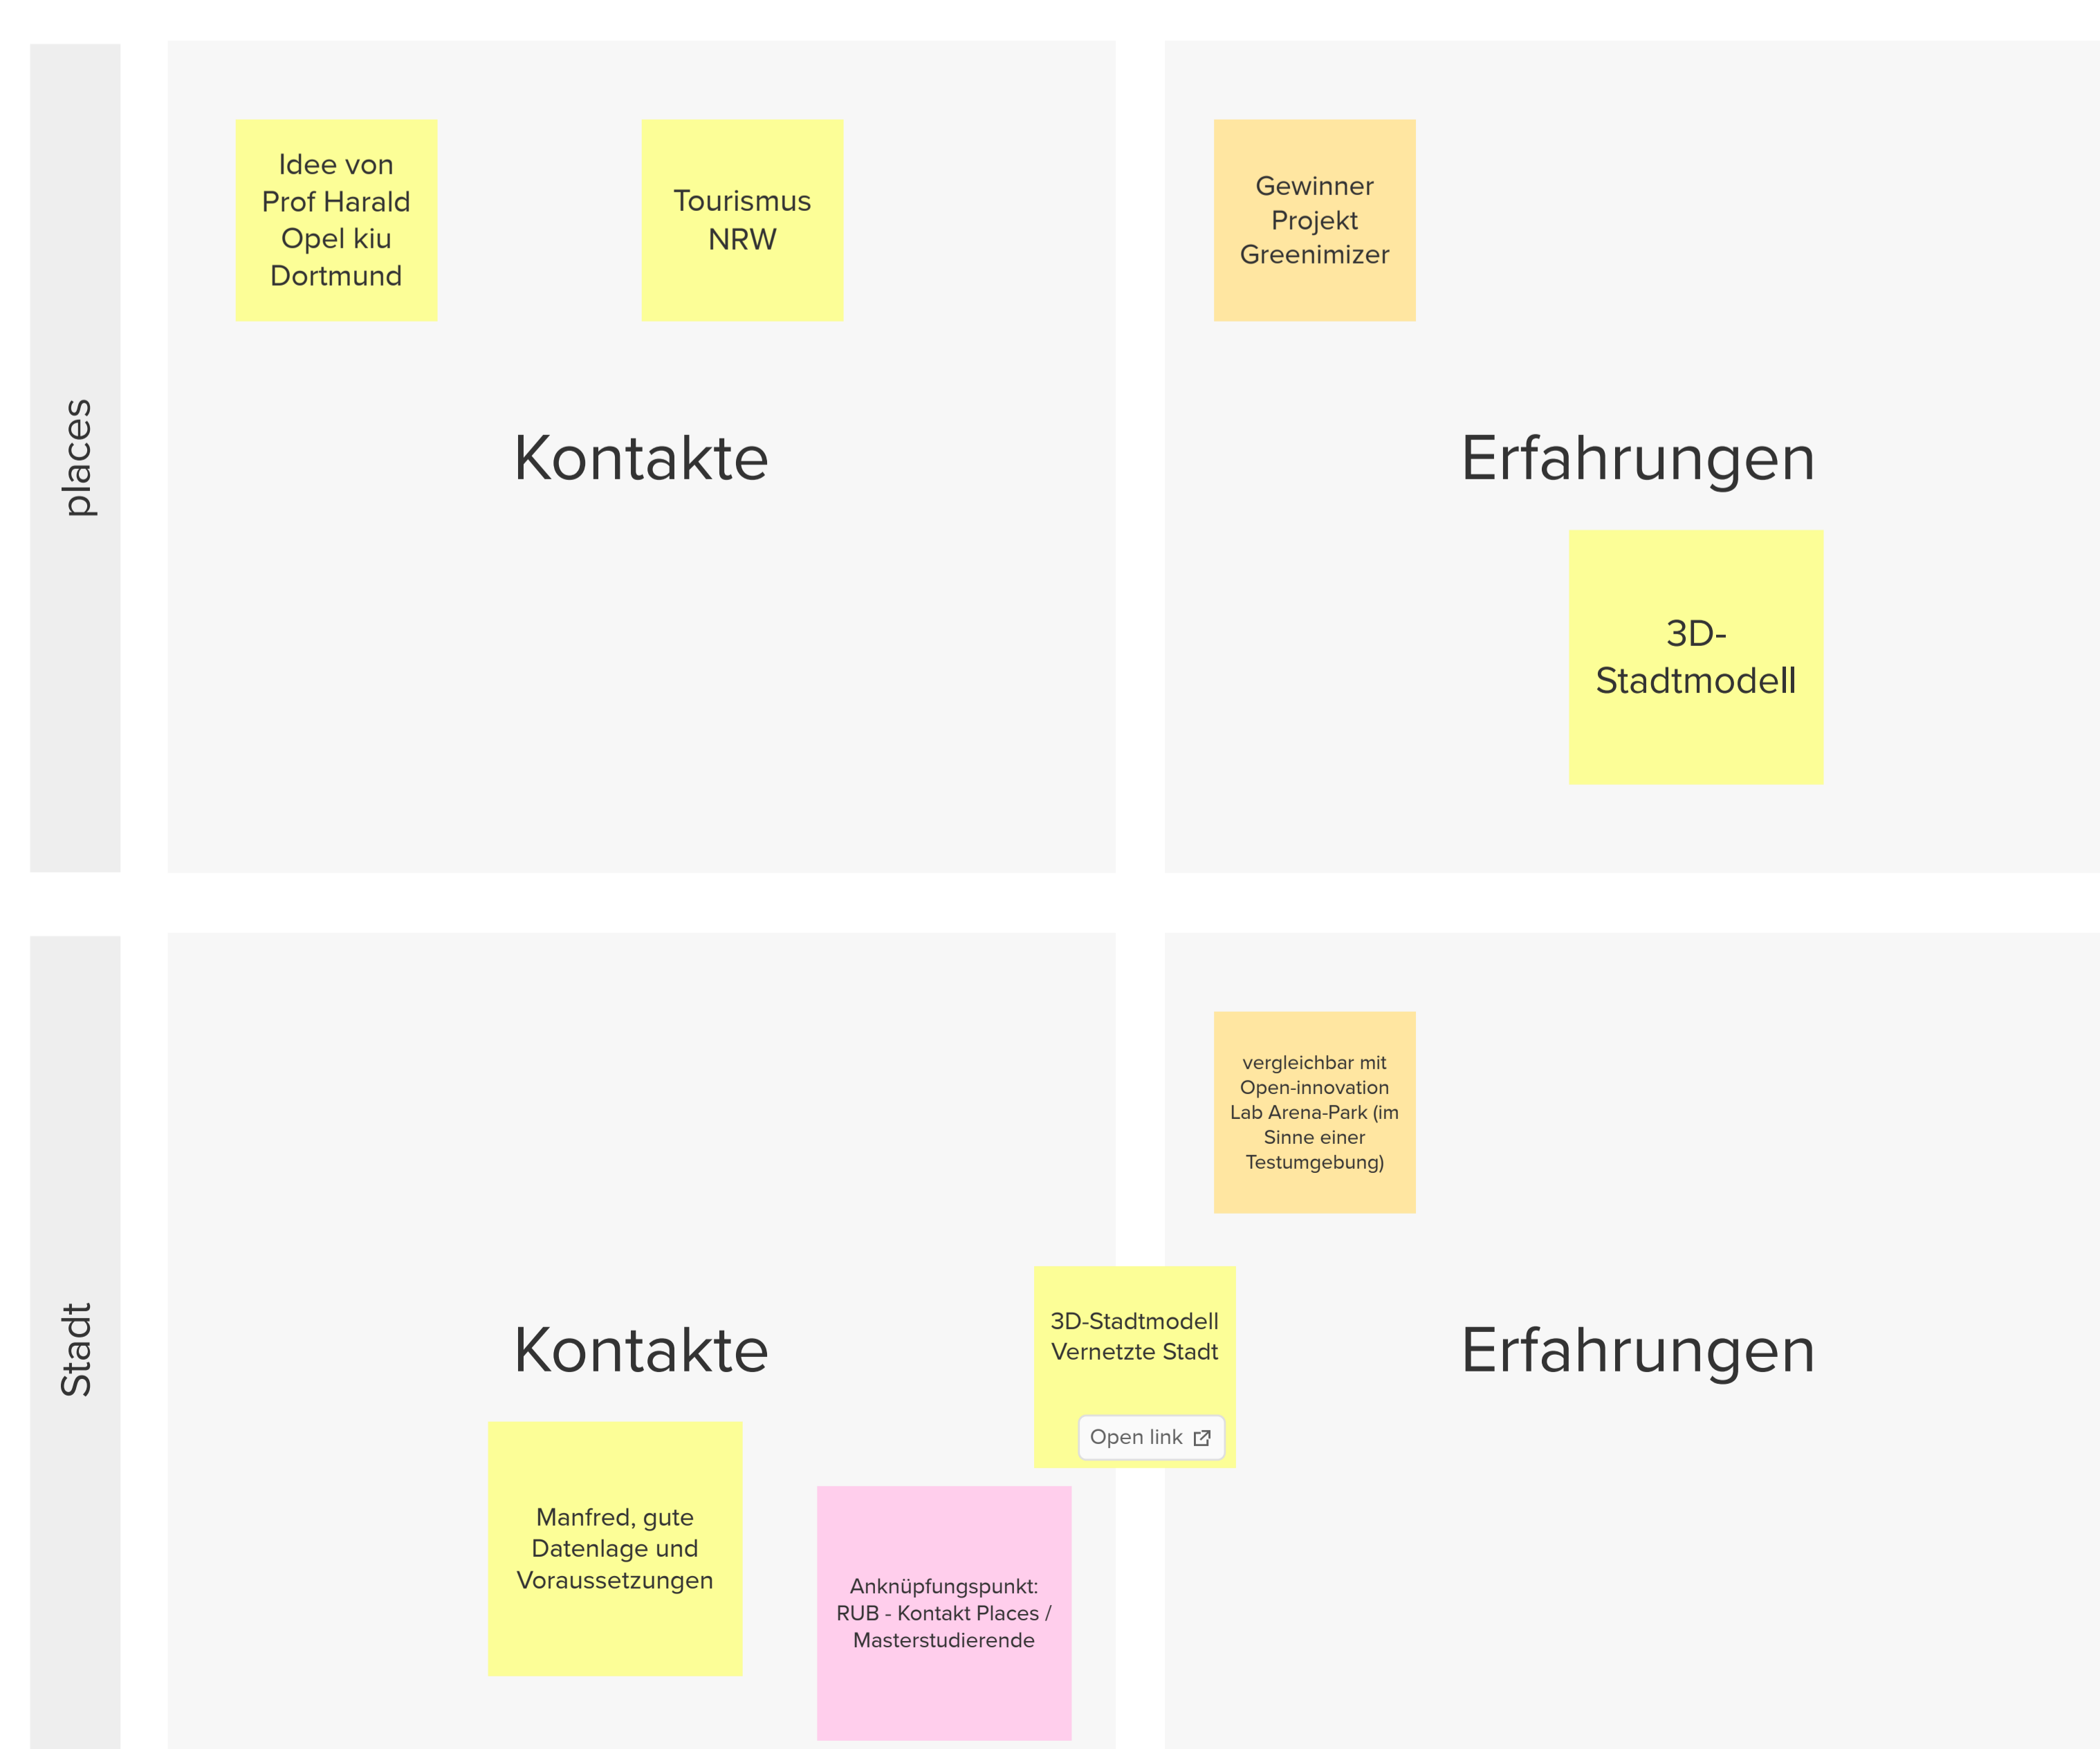 places
Idee von
Prof Harald
Opel kiu
Dortmund
Tourismus
NRW
Kontakte
Gewinner
Projekt
Greenimizer
Erfahrungen
3D-
Stadtmodell
Stadt
Kontakte
Manfred, gute
Datenlage und
Voraussetzungen
Anknüpfungspunkt:
RUB - Kontakt Places /
Masterstudierende
3D-Stadtmodell
Vernetzte Stadt
Open link
vergleichbar mit
Open-innovation
Lab Arena-Park (im
Sinne einer
Testumgebung)
Erfahrungen